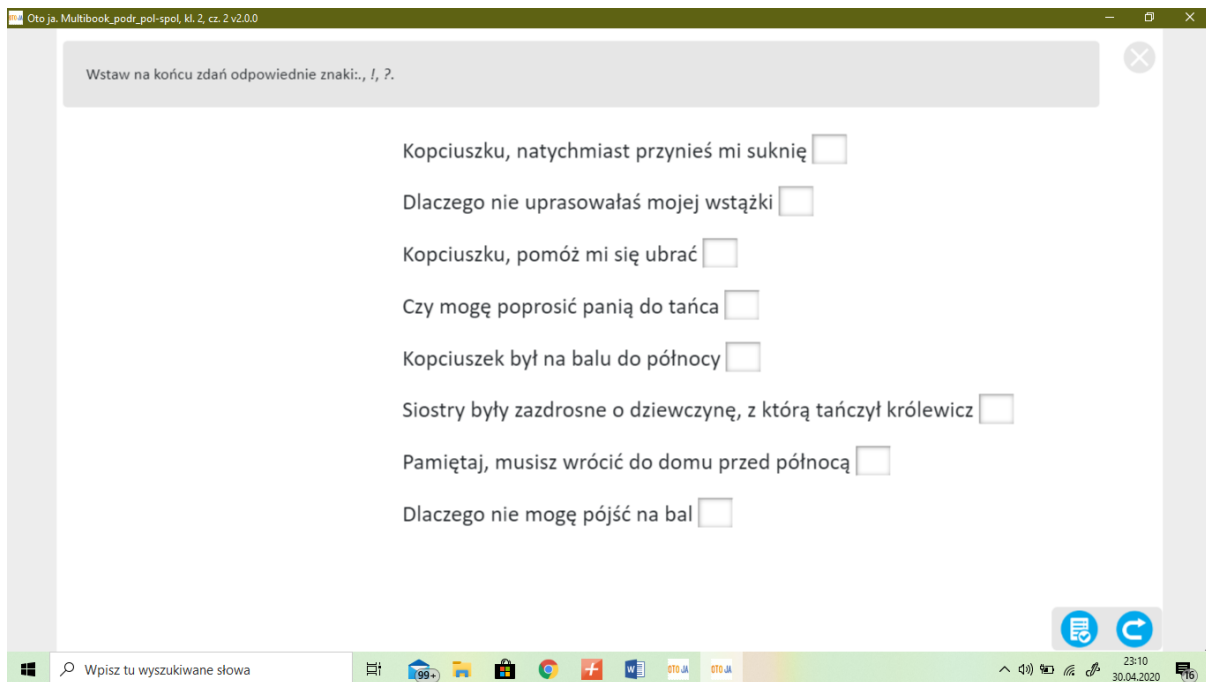 OTO JA Oto ja. Multibook_podr_pol-spol, kl. 2, cz. 2 v2.0.0
Wstaw na końcu zdań odpowiednie znaki:., !, ?.
Kopciuszku, natychmiast przynieś mi suknię
Dlaczego nie uprasowałaś mojej wstążki
Kopciuszku, pomóż mi się ubrać
Czy mogę poprosić panią do tańca
Kopciuszek był na balu do północy
Siostry były zazdrosne o dziewczynę, z którą tańczył królewicz
Pamiętaj, musisz wrócić do domu przed północą
Dlaczego nie mogę pójść na bal
Wpisz tu wyszukiwane słowa
99+
W
OTO JA
OTO JA
23:10
30.04.2020
16